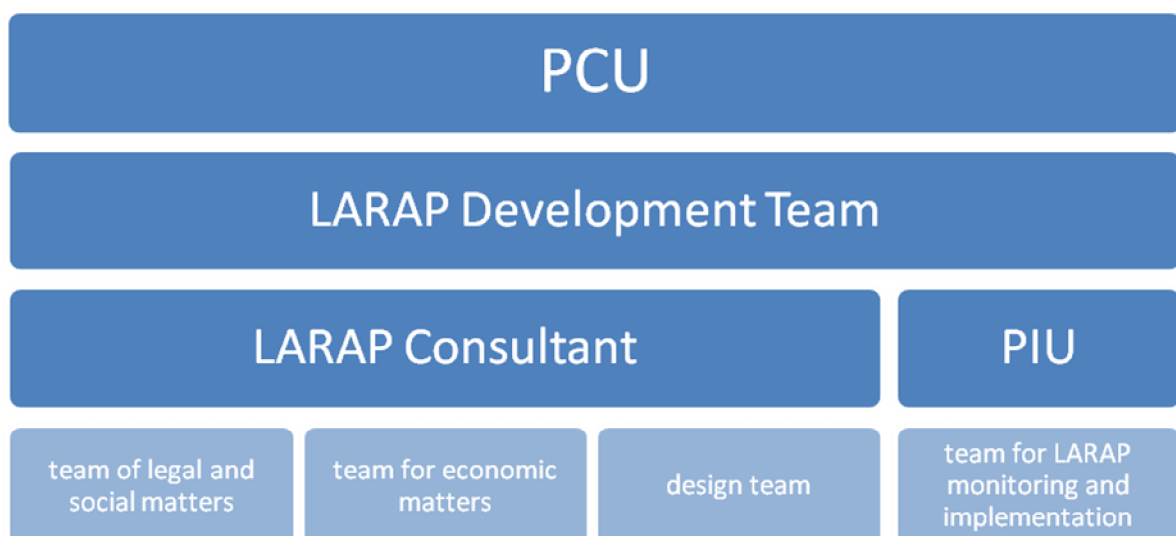 PCU
LARAP Development Team
LARAP Consultant
PIU
team of legal and
social matters
team for economic
matters
design team
team for LARAP
monitoring and
implementation